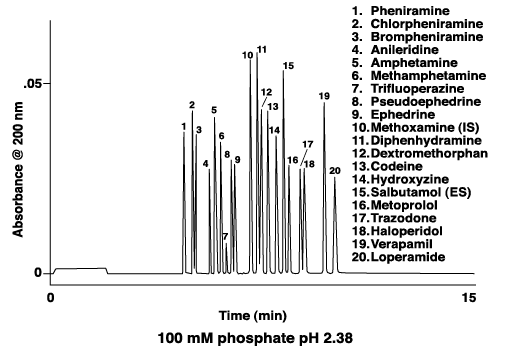 1. Pheniramine
2. Chlorpheniramine
3. Brompheniramine
4. Anileridine
5. Amphetamine
6. Methamphetamine
7. Trifluoperazine
8. Pseudoephedrine
9. Ephedrine
10. Methoxamine (IS)
11. Diphenhydramine
12. Dextromethorphan
13. Codeine
14. Hydroxyzine
15. Salbutamol (ES)
16. Metoprolol
17. Trazodone
18. Haloperidol
19. Verapamil
20. Loperamide
Absorbance @ 200 nm
.05
0
1
2
3
4
5
6
7
8
9
10
11
12
13
14
15
16
17
18
19
20
0
15
Time (min)
100 mM phosphate pH 2.38